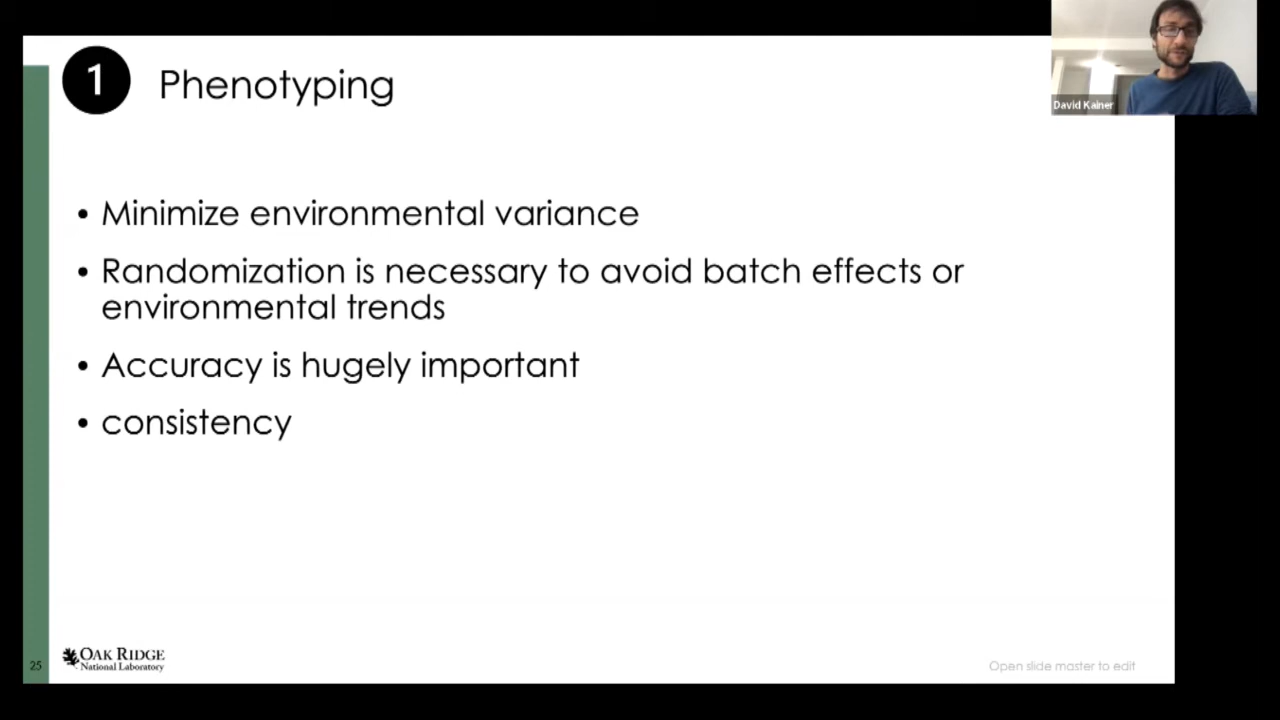 1 Phenotyping
David Kainer
• Minimize environmental variance
• Randomization is necessary to avoid batch effects or
environmental trends
• Accuracy is hugely important
• consistency
25
OAK RIDGE
National Laboratory
Open slide master to edit